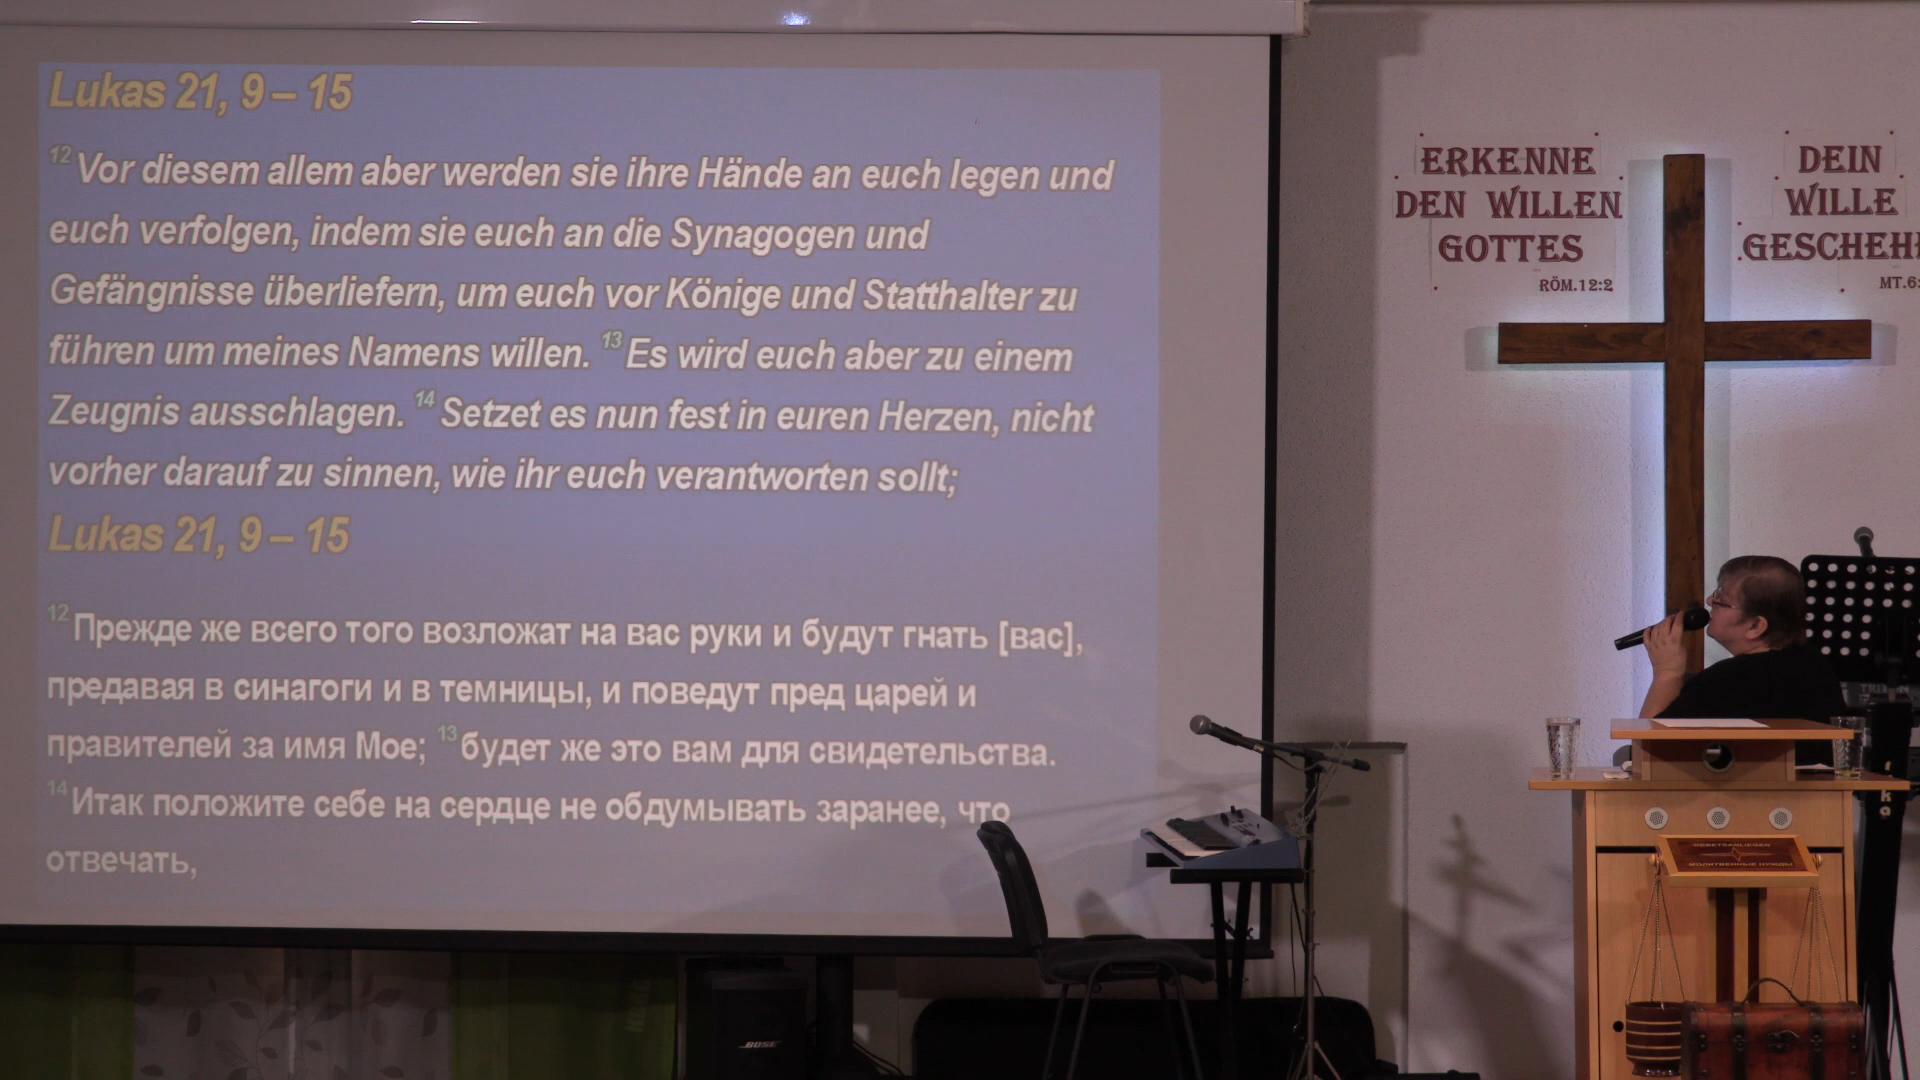 Lukas 21, 9 – 15
12 Vor diesem allem aber werden sie ihre Hände an euch legen und
euch verfolgen, indem sie euch an die Synagogen und
Gefängnisse überliefern, um euch vor Könige und Statthalter zu
führen um meines Namens willen. 13 Es wird euch aber zu einem
Zeugnis ausschlagen. 14 Setzet es nun fest in euren Herzen, nicht
vorher darauf zu sinnen, wie ihr euch verantworten sollt;
Lukas 21, 9 – 15
12 Прежде же всего того возложат на вас руки и будут гнать [вас],
предавая в синагоги и в темницы, и поведут пред царей и
правителей за имя Мое; 13 будет же это вам для свидетельства.
14 Итак положите себе на сердце не обдумывать заранее, что
отвечать,
ERKENNE
DEN WILLEN
GOTTES
RÖM.12:2
DEIN
WILLE
GESCHEHE
MT.6:
GEBETSANLIEGEN
МОЛИТВЕННЫЕ НУЖДЫ
BOSE